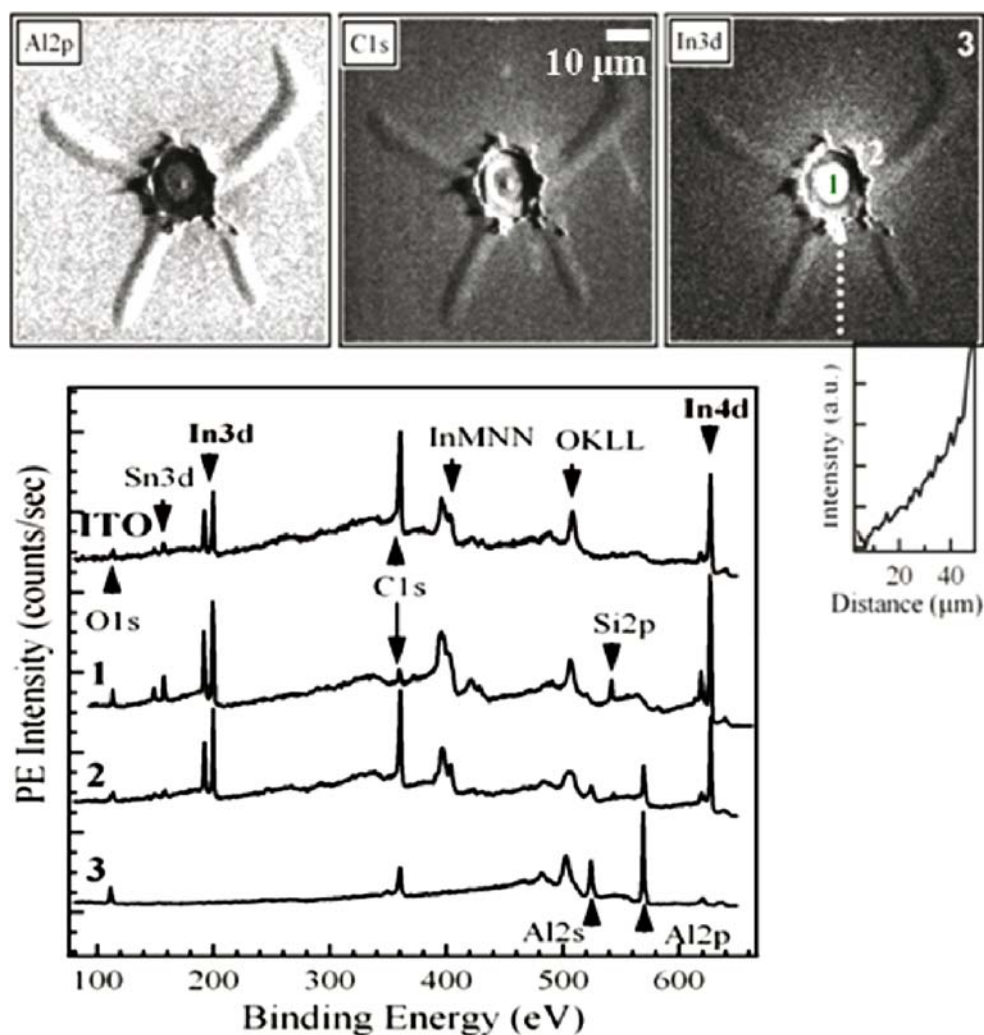 Al2p
C1s
10 μm
In3d
3
2
1
Intensity (a.u.)
20 40
Distance (μm)
In3d
In4d
InMNN
OKLL
Sn3d
ITO
C1s
O1s
Si2p
1
2
3
Al2s
Al2p
PE Intensity (counts/sec)
100 200 300 400 500 600
Binding Energy (eV)